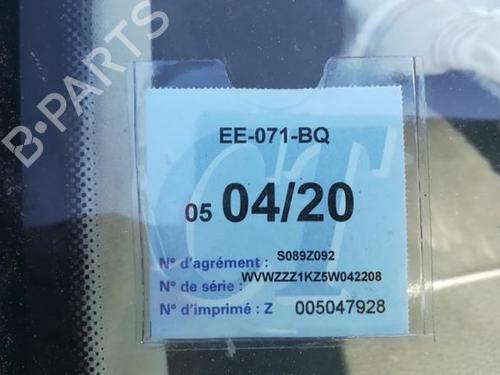 B-PARTS
EE-071-BQ
05 04/20
N° d'agrément : S089Z092
N° de série : WVWZZZ1KZ5W042208
N° d'imprimé : Z 005047928
CT